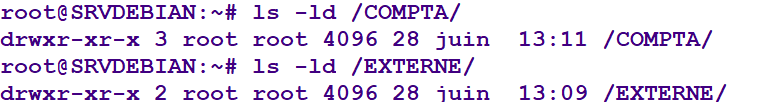 root@SRVDEBIAN:~# ls -ld /COMPTA/
drwxr-xr-x 3 root root 4096 28 juin  13:11 /COMPTA/
root@SRVDEBIAN:~# ls -ld /EXTERNE/
drwxr-xr-x 2 root root 4096 28 juin  13:09 /EXTERNE/